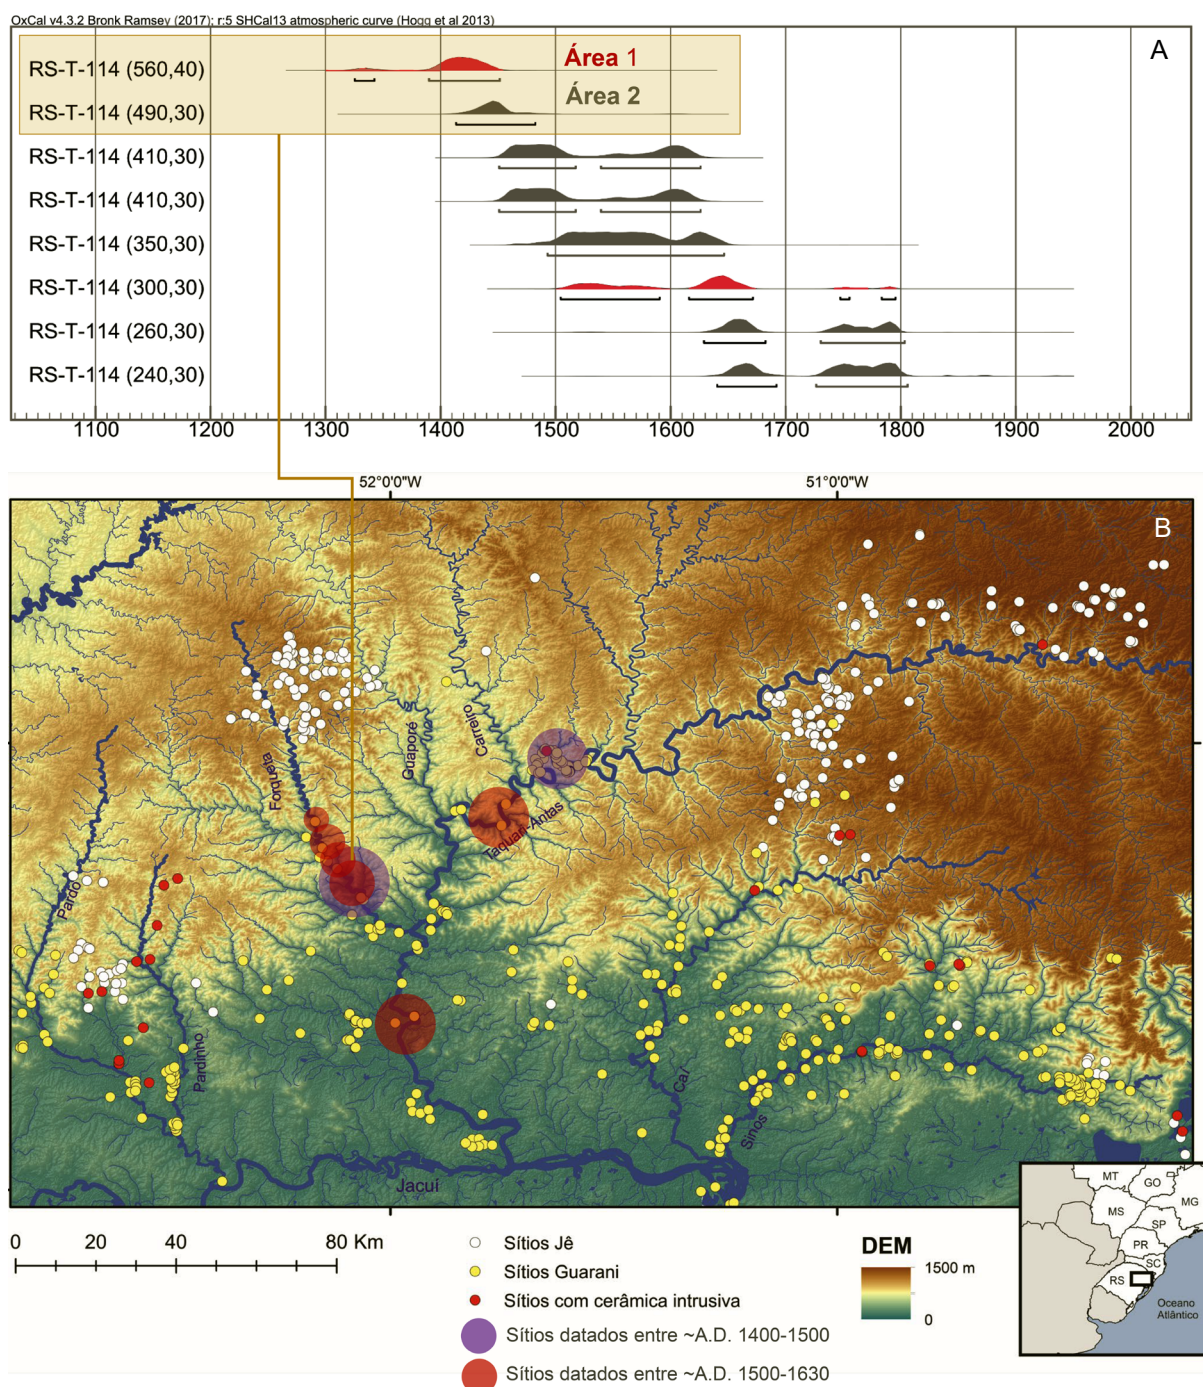 OxCal v4.3.2 Bronk Ramsey (2017); r:5 SHCal13 atmospheric curve (Hogg et al 2013)
A
RS-T-114 (560,40)
Área 1
RS-T-114 (490,30)
Área 2
RS-T-114 (410,30)
RS-T-114 (410,30)
RS-T-114 (350,30)
RS-T-114 (300,30)
RS-T-114 (260,30)
RS-T-114 (240,30)
1100 1200 1300 1400 1500 1600 1700 1800 1900 2000
52°0'0"W 51°0'0"W
B
Forqueta
Guaporé
Carreiro
Taquari-Antas
Pardo
Pardinho
Caí
Sinos
Jacuí
0 20 40 80 Km
Sítios Jê
Sítios Guarani
Sítios com cerâmica intrusiva
Sítios datados entre ~A.D. 1400-1500
Sítios datados entre ~A.D. 1500-1630
DEM
1500 m
0
MT
GO
MG
MS
SP
PR
SC
RS
Oceano
Atlântico